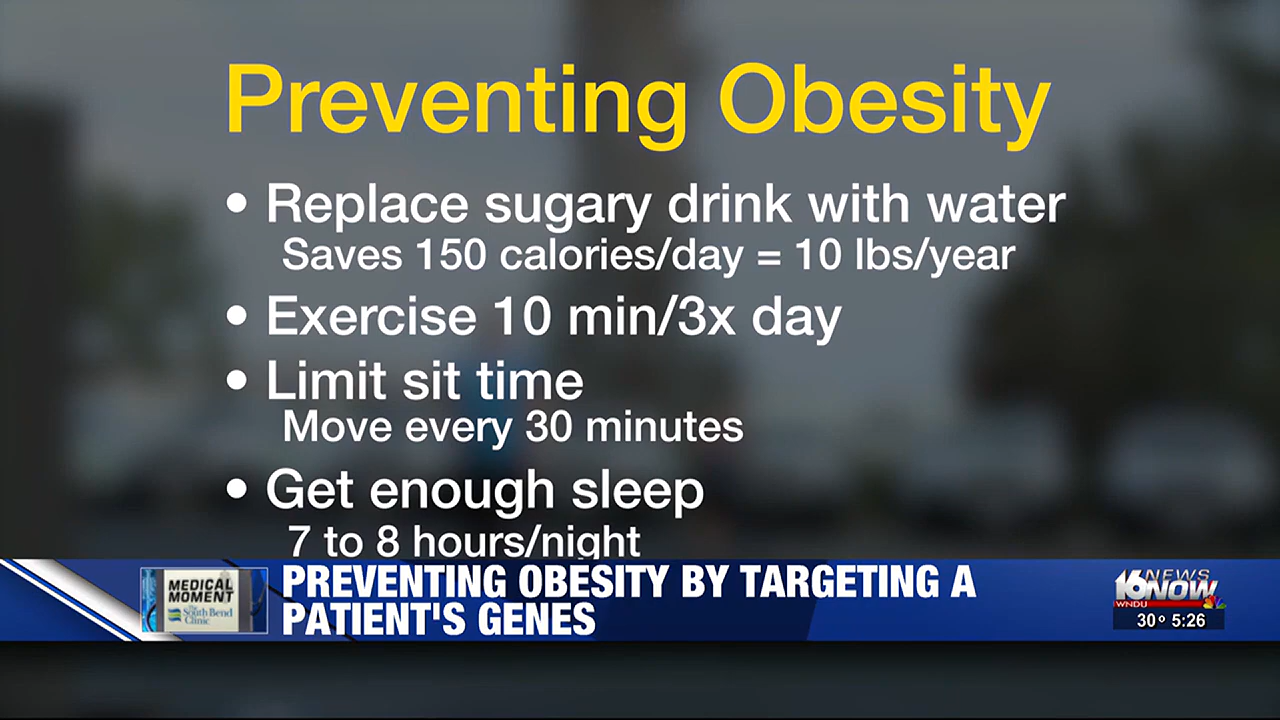 Preventing Obesity
• Replace sugary drink with water
Saves 150 calories/day = 10 lbs/year
• Exercise 10 min/3x day
• Limit sit time
Move every 30 minutes
• Get enough sleep
7 to 8 hours/night
PREVENTING OBESITY BY TARGETING A
PATIENT'S GENES
MEDICAL
MOMENT
The
South Bend
Clinic
16 NEWS
NOW
WNDU
30° 5:26